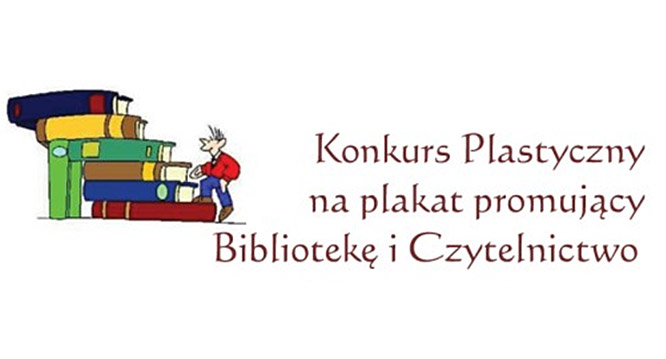 Konkurs Plastyczny
na plakat promujący
Bibliotekę i Czytelnictwo